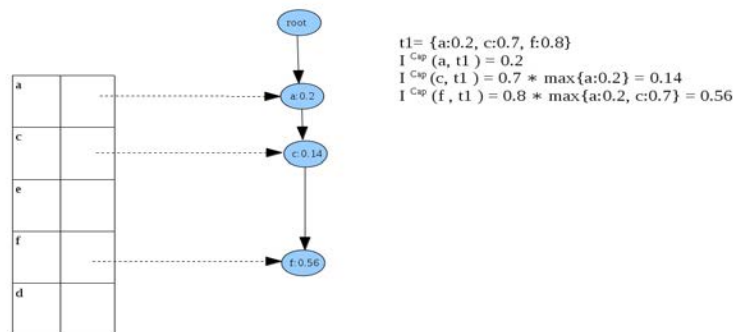 root
t1= {a:0.2, c:0.7, f:0.8}
I Cap (a, t1 ) = 0.2
I Cap (c, t1 ) = 0.7 * max{a:0.2} = 0.14
I Cap (f , t1 ) = 0.8 * max{a:0.2, c:0.7} = 0.56
a
a:0.2
c
c:0.14
e
f
f:0.56
d